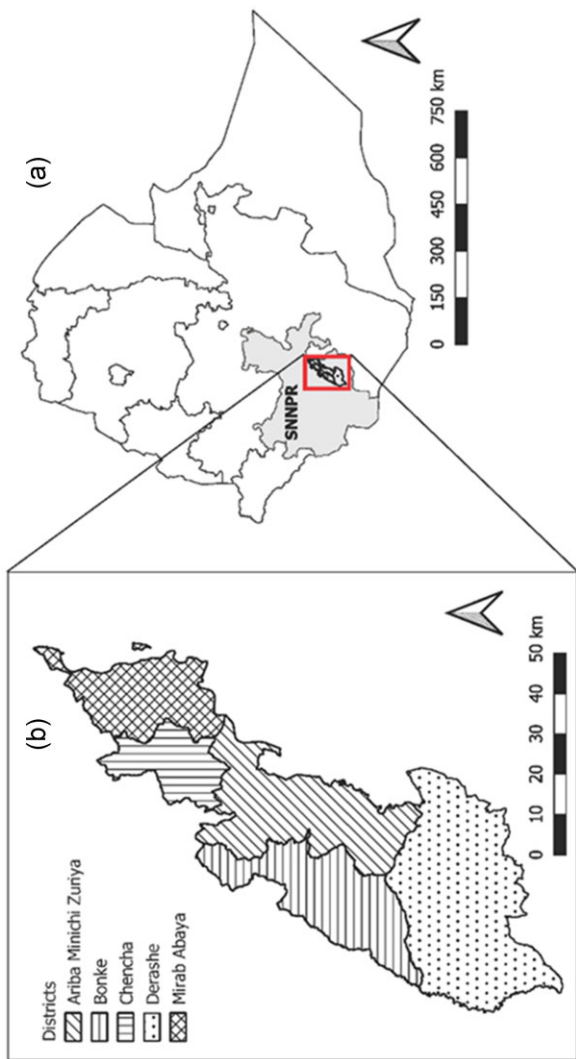 (b)
Districts
Ariba Minichi Zuriya
Bonke
Chencha
Derashe
Mirab Abaya
0 10 20 30 40 50 km
(a)
SNNPR
0 150 300 450 600 750 km